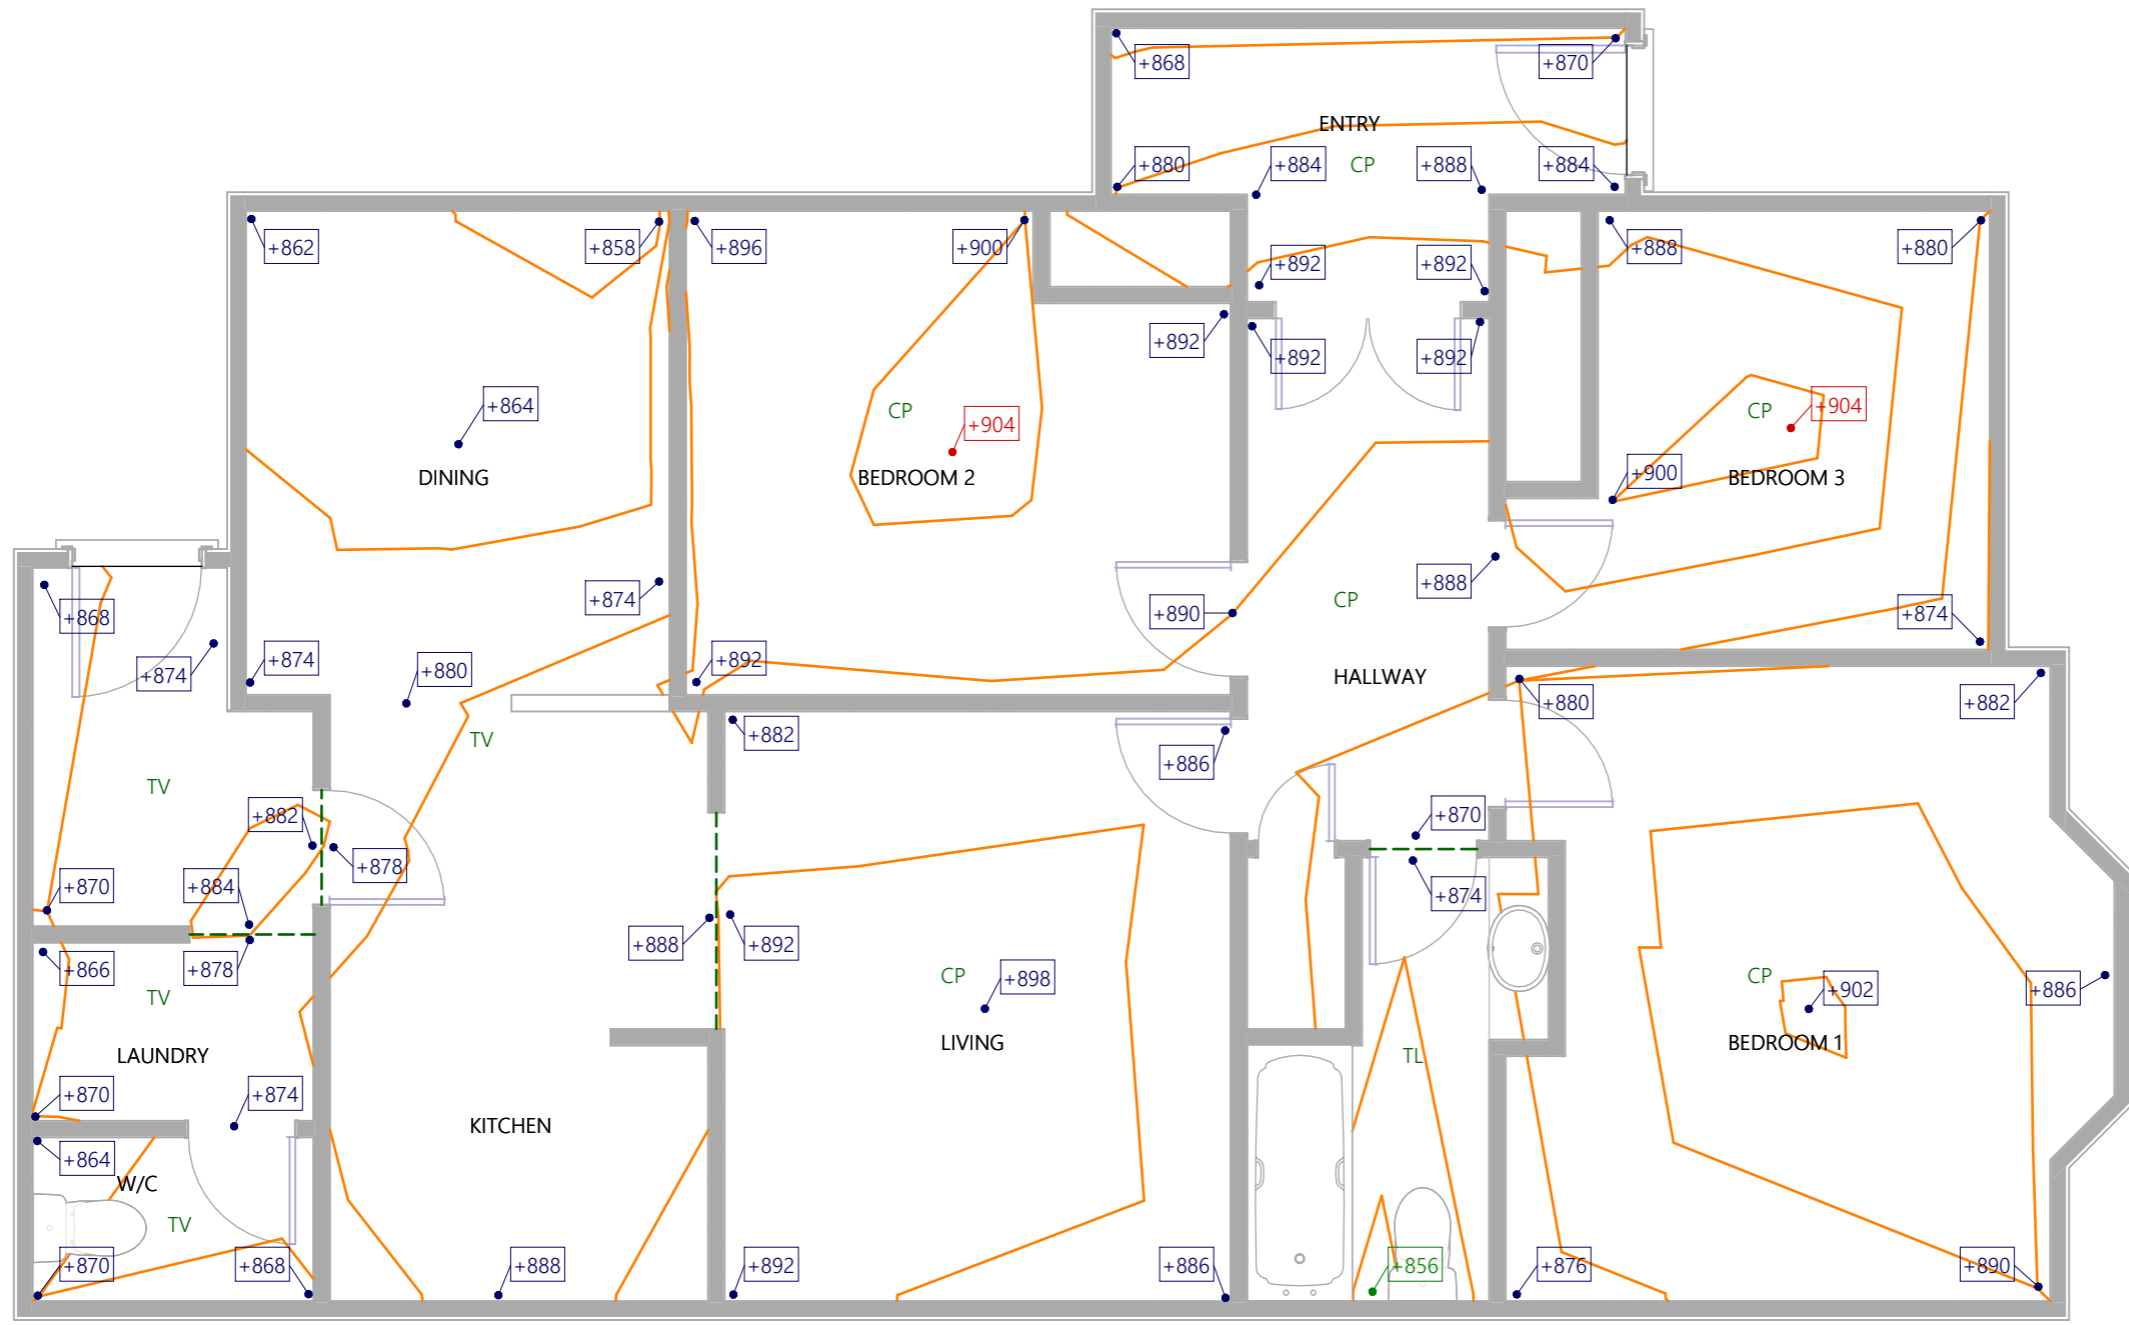 +868
+870
ENTRY
+880
+884
CP
+888
+884
+862
+858
+896
+900
+892
+892
+888
+880
+892
+892
+892
+864
CP
+904
CP
+904
DINING
BEDROOM 2
+900
BEDROOM 3
+868
+874
+874
+874
+890
CP
+888
+874
+880
+892
HALLWAY
+880
+882
TV
+882
+886
TV
+882
+878
+870
+870
+884
+874
+866
+878
+888
+892
CP
+898
CP
+902
+886
TV
LAUNDRY
LIVING
TL
BEDROOM 1
+870
+874
KITCHEN
+864
W/C
TV
+870
+868
+888
+892
+886
+856
+876
+890